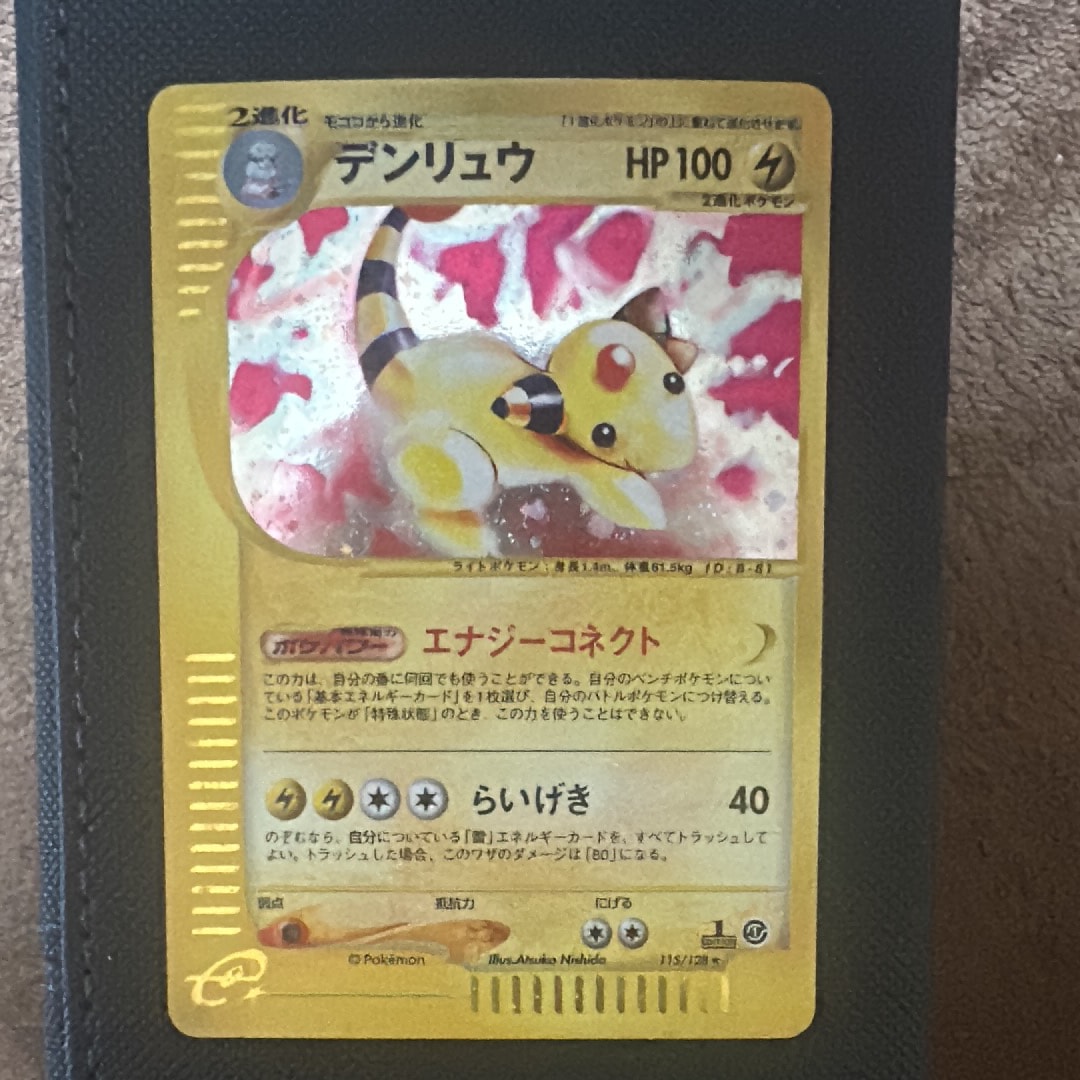 2進化 モココから進化
デンリュウ HP100
2進化ポケモン
ライトポケモン：身長1.4m、体重61.5kg
ポケパワー エナジーコネクト
この力は、自分の番に何回でも使うことができる。自分のベンチポケモンについ
ている「基本エネルギーカード」を1枚選び、自分のバトルポケモンにつけ替える。
このポケモンが「特殊状態」のとき、この力を使うことはできない。
らいげき 40
のぞむなら、自分についている「雷」エネルギーカードを、すべてトラッシュして
よい。トラッシュした場合、このワザのダメージは「80」になる。
弱点 抵抗力 にげる
1 EDITION
© Pokémon Illus.Atsuko Nishida 115/128